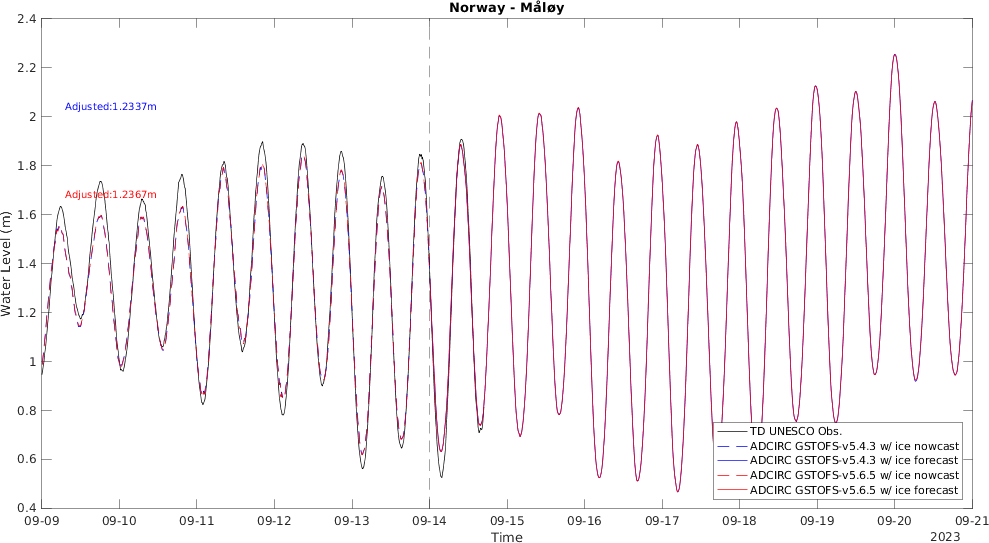 Norway - Måløy
2.4
2.2
2
1.8
1.6
1.4
1.2
1
0.8
0.6
0.4
Water Level (m)
Adjusted:1.2337m
Adjusted:1.2367m
TD UNESCO Obs.
ADCIRC GSTOFS-v5.4.3 w/ ice nowcast
ADCIRC GSTOFS-v5.4.3 w/ ice forecast
ADCIRC GSTOFS-v5.6.5 w/ ice nowcast
ADCIRC GSTOFS-v5.6.5 w/ ice forecast
09-09 09-10 09-11 09-12 09-13 09-14 09-15 09-16 09-17 09-18 09-19 09-20 09-21
Time
2023